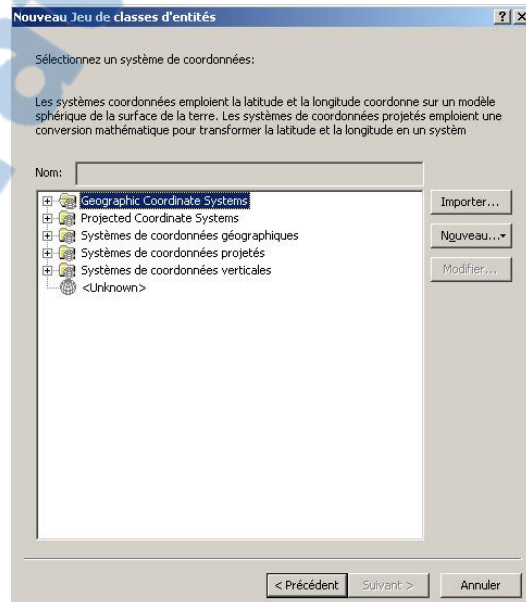 Nouveau Jeu de classes d'entités
Sélectionnez un système de coordonnées:
Les systèmes coordonnées emploient la latitude et la longitude coordonne sur un modèle
sphérique de la surface de la terre. Les systèmes de coordonnées projetés emploient une
conversion mathématique pour transformer la latitude et la longitude en un systèm
Nom:
Geographic Coordinate Systems
Projected Coordinate Systems
Systèmes de coordonnées géographiques
Systèmes de coordonnées projetés
Systèmes de coordonnées verticales
<Unknown>
Importer...
Nouveau...
Modifier...
< Précédent
Suivant >
Annuler